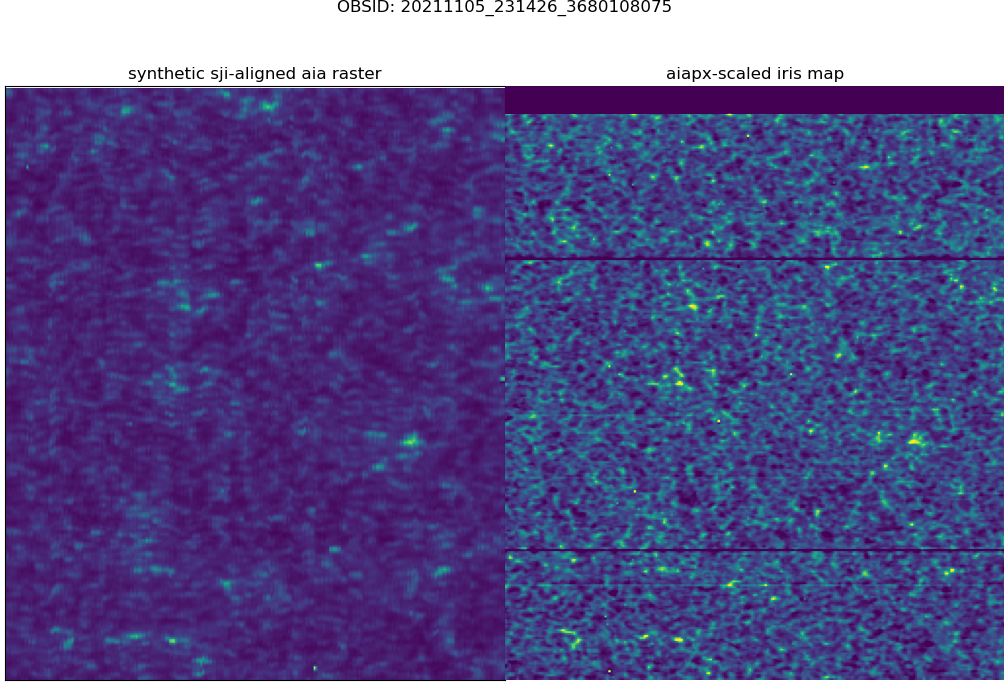 OBSID: 20211105_231426_3680108075
synthetic sji-aligned aia raster
aiapx-scaled iris map